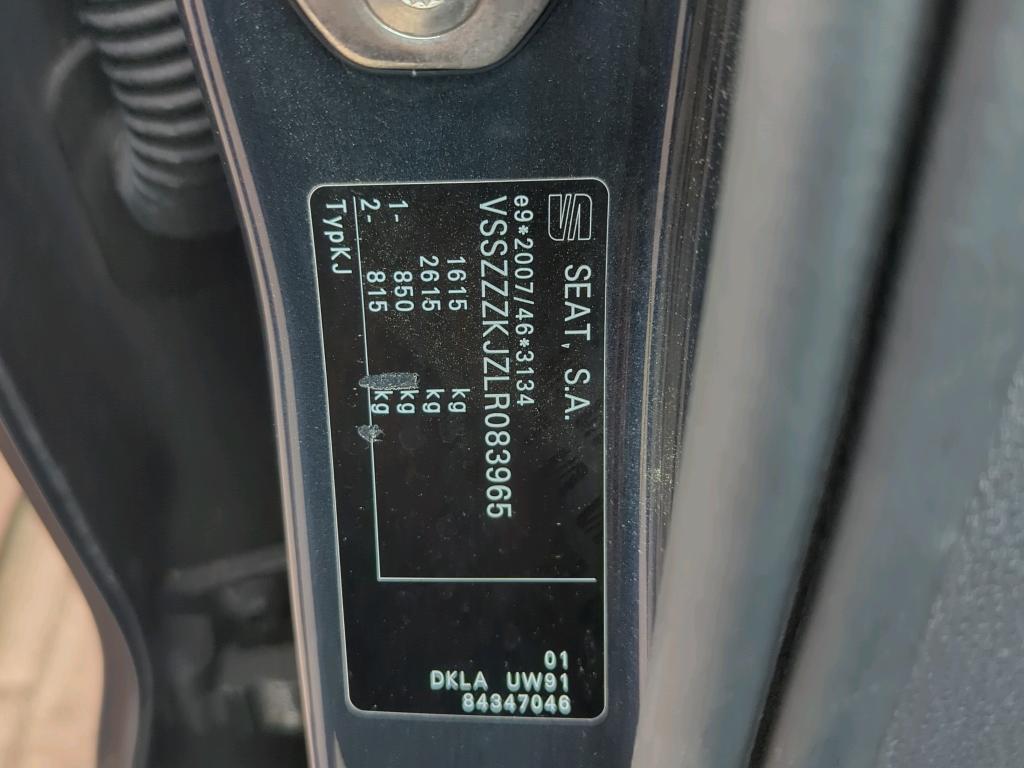 SEAT, S.A.
e9*2007/46*3134
VSSZZZKJZLR083965
1615 kg
2615 kg
1- 850 kg
2- 815 kg
TypKJ
01
DKLA UW91
84347046